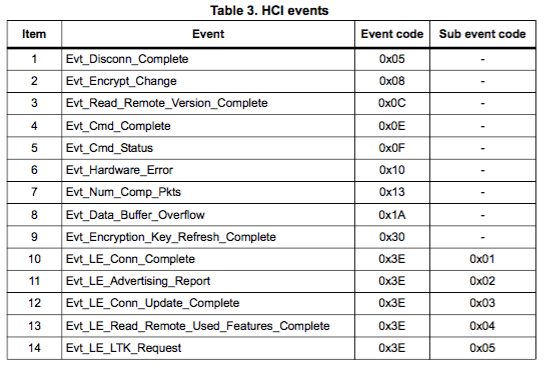 Table 3. HCI events
Item Event Event code Sub event code
1 Evt_Disconn_Complete 0x05 -
2 Evt_Encrypt_Change 0x08 -
3 Evt_Read_Remote_Version_Complete 0x0C -
4 Evt_Cmd_Complete 0x0E -
5 Evt_Cmd_Status 0x0F -
6 Evt_Hardware_Error 0x10 -
7 Evt_Num_Comp_Pkts 0x13 -
8 Evt_Data_Buffer_Overflow 0x1A -
9 Evt_Encryption_Key_Refresh_Complete 0x30 -
10 Evt_LE_Conn_Complete 0x3E 0x01
11 Evt_LE_Advertising_Report 0x3E 0x02
12 Evt_LE_Conn_Update_Complete 0x3E 0x03
13 Evt_LE_Read_Remote_Used_Features_Complete 0x3E 0x04
14 Evt_LE_LTK_Request 0x3E 0x05